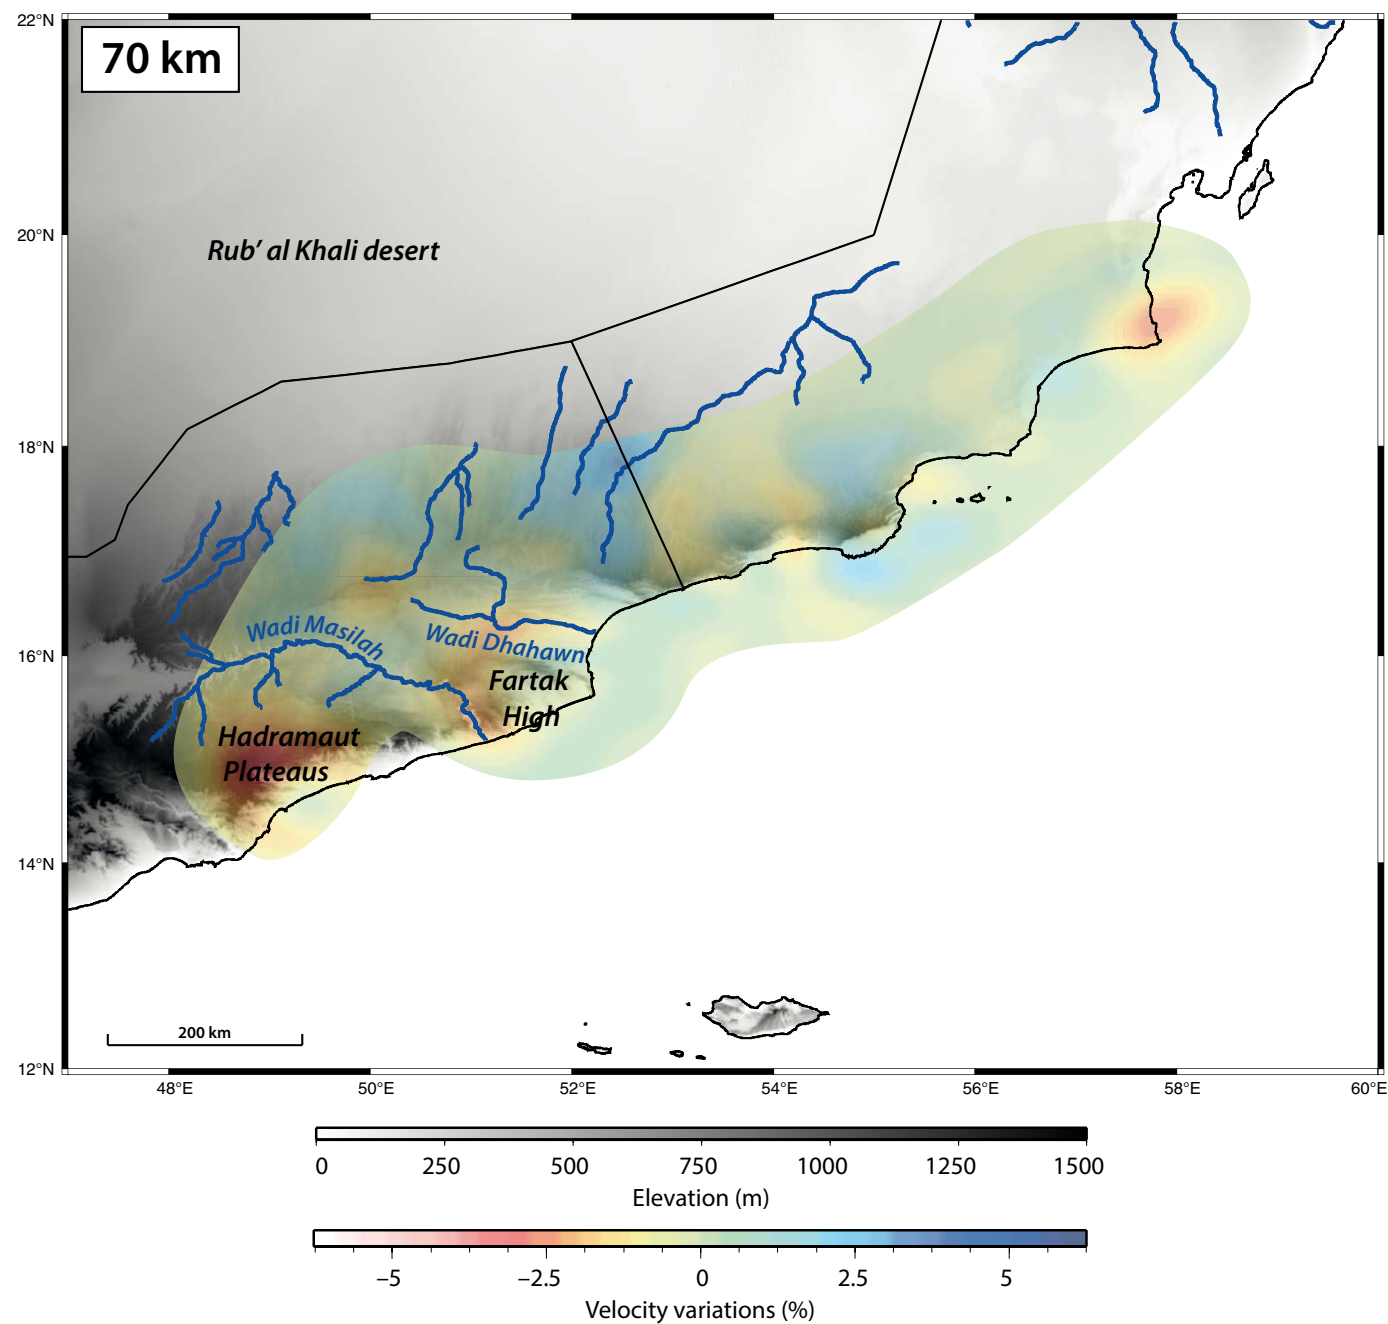 22°N
70 km
20°N
Rub’ al Khali desert
18°N
Wadi Masilah
Wadi Dhahawn
16°N
Fartak
High
Hadramaut
Plateaus
14°N
200 km
12°N
48°E 50°E 52°E 54°E 56°E 58°E 60°E
0 250 500 750 1000 1250 1500
Elevation (m)
–5 –2.5 0 2.5 5
Velocity variations (%)